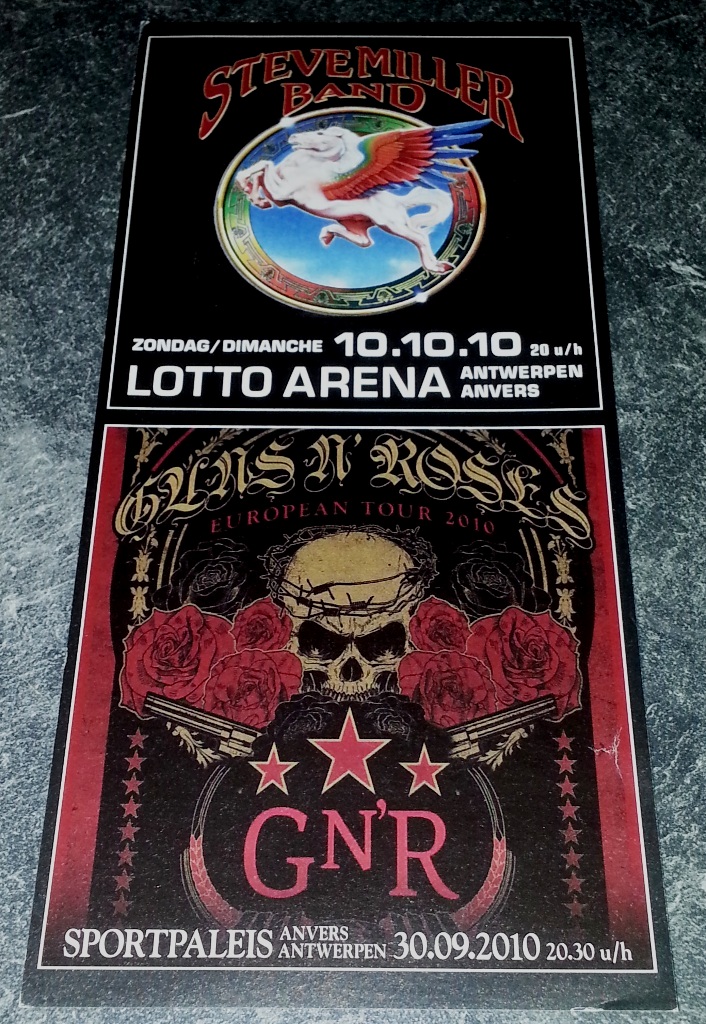 STEVE MILLER
BAND
ZONDAG/DIMANCHE 10.10.10 20 u/h
LOTTO ARENA ANTWERPEN
ANVERS
GUNS N' ROSES
EUROPEAN TOUR 2010
GN'R
SPORTPALEIS ANVERS
ANTWERPEN 30.09.2010 20.30 u/h